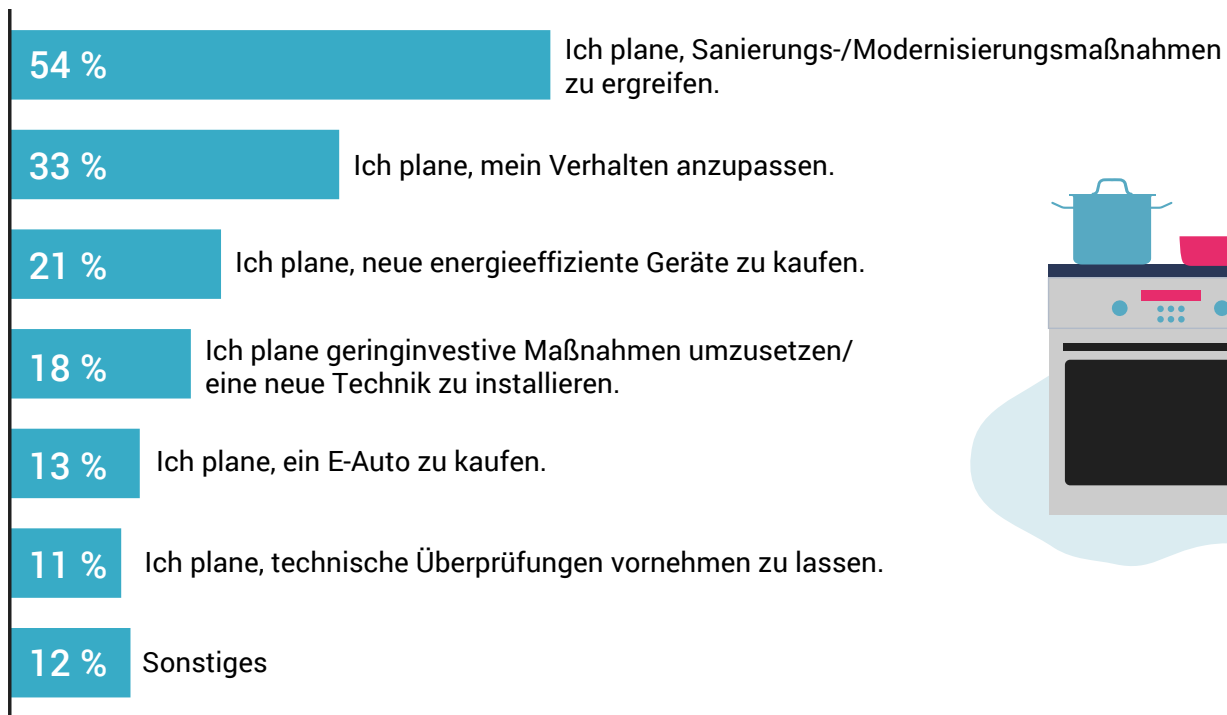 54 %
Ich plane, Sanierungs-/Modernisierungsmaßnahmen
zu ergreifen.
33 %
Ich plane, mein Verhalten anzupassen.
21 %
Ich plane, neue energieeffiziente Geräte zu kaufen.
18 %
Ich plane geringinvestive Maßnahmen umzusetzen/
eine neue Technik zu installieren.
13 %
Ich plane, ein E-Auto zu kaufen.
11 %
Ich plane, technische Überprüfungen vornehmen zu lassen.
12 %
Sonstiges